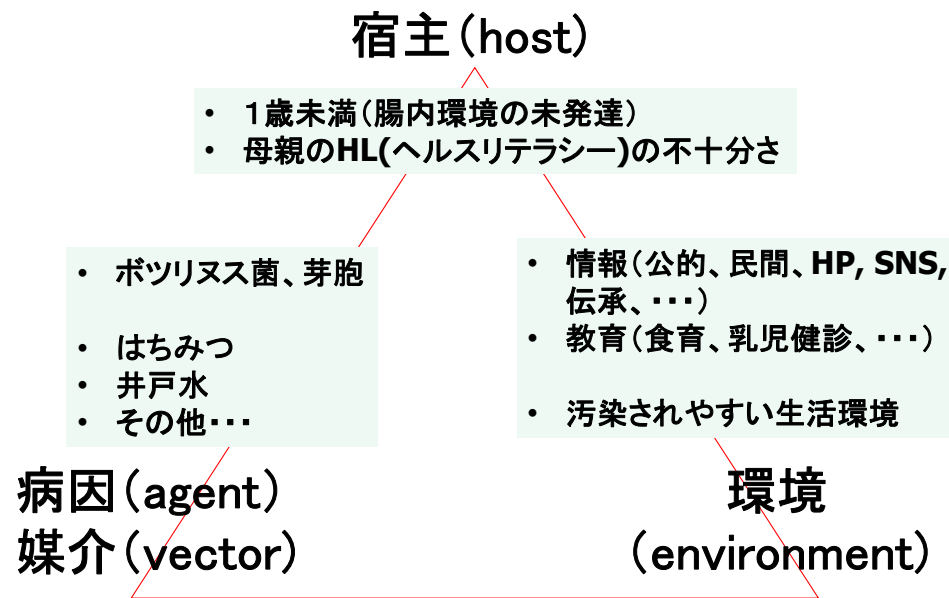 宿主（host）
• １歳未満（腸内環境の未発達）
• 母親のHL(ヘルスリテラシー)の不十分さ
• ボツリヌス菌、芽胞
• はちみつ
• 井戸水
• その他･･･
病因（agent）
媒介（vector）
• 情報（公的、民間、HP, SNS,
伝承、･･･）
• 教育（食育、乳児健診、･･･）
• 汚染されやすい生活環境
環境
（environment）